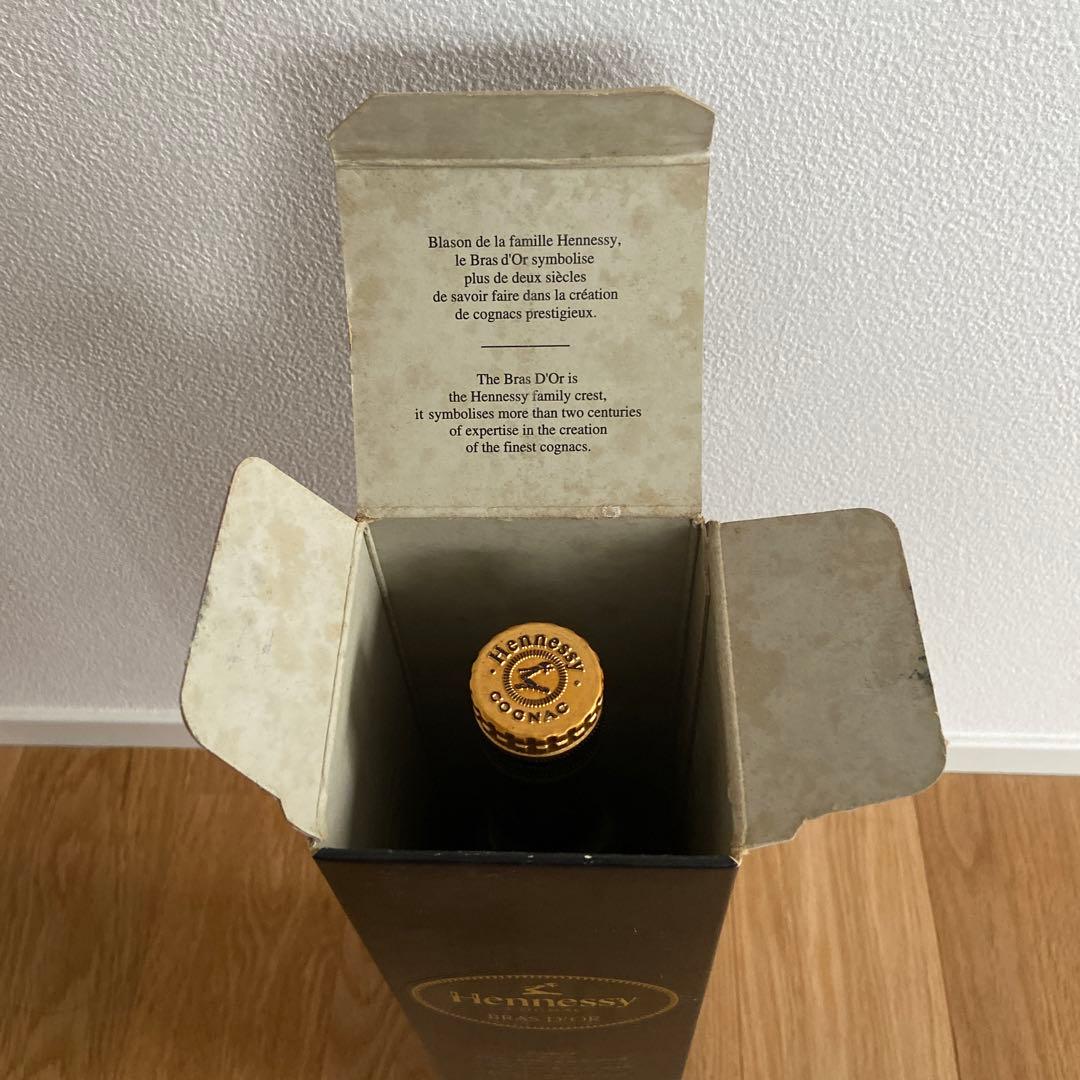 Blason de la famille Hennessy,
le Bras d'Or symbolise
plus de deux siècles
de savoir faire dans la création
de cognacs prestigieux.
The Bras D'Or is
the Hennessy family crest,
it symbolises more than two centuries
of expertise in the creation
of the finest cognacs.
Hennessy
COGNAC
Hennessy
COGNAC
BRAS D'OR